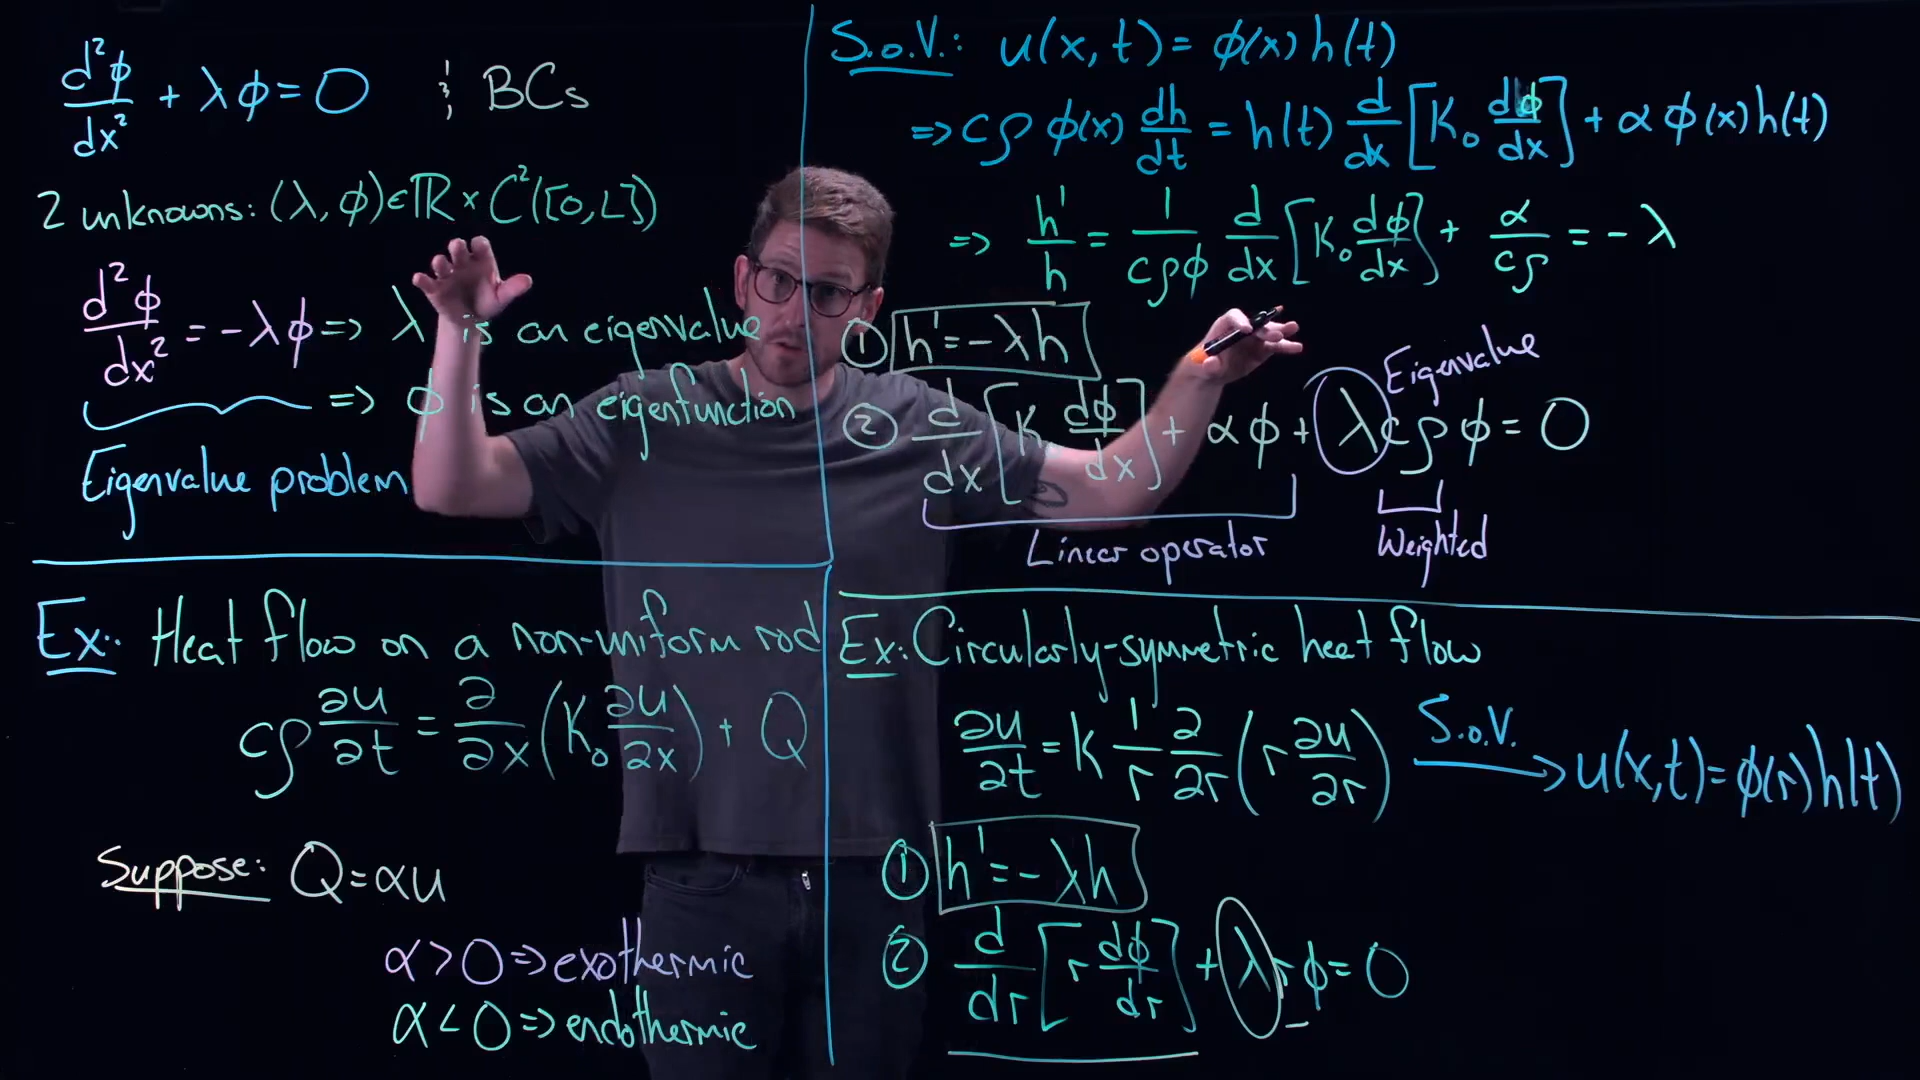 d²φ/dx² + λφ = 0 & BCs
2 unknowns: (λ, φ) ∈ ℝ × C²([0, L])
d²φ/dx² = -λφ => λ is an eigenvalue
=> φ is an eigenfunction
Eigenvalue problem
Ex: Heat flow on a non-uniform rod
cρ ∂u/∂t = ∂/∂x (K₀ ∂u/∂x) + Q
Suppose: Q = αu
α > 0 => exothermic
α < 0 => endothermic
S.o.V.: u(x, t) = φ(x) h(t)
=> cρ φ(x) dh/dt = h(t) d/dx [K₀ dφ/dx] + α φ(x) h(t)
=> h'/h = 1/(cρφ) d/dx [K₀ dφ/dx] + α/(cρ) = -λ
① h' = -λh
Eigenvalue
② d/dx [K₀ dφ/dx] + αφ + λcρφ = 0
Linear operator Weighted
Ex: Circularly-symmetric heat flow
∂u/∂t = K 1/r ∂/∂r (r ∂u/∂r) S.o.V. → u(x, t) = φ(r) h(t)
① h' = -λh
② d/dr [r dφ/dr] + λrφ = 0